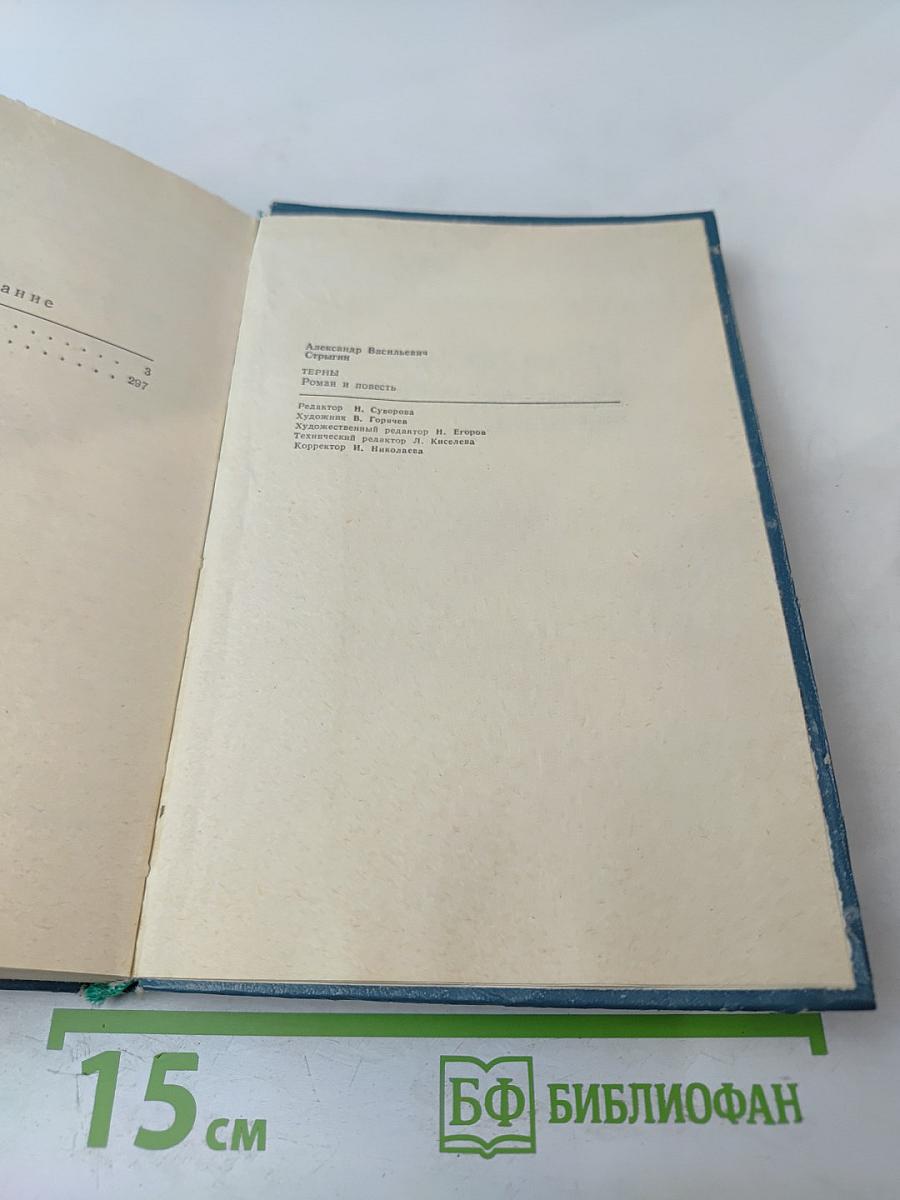 ание
. . . . . . . 3
. . . . . . . 297
Александр Васильевич
Стрыгин
ТЕРНЫ
Роман и повесть
Редактор Н. Суворова
Художник В. Горячев
Художественный редактор Н. Егоров
Технический редактор Л. Киселева
Корректор И. Николаева
15 см
БФ БИБЛИОФАН